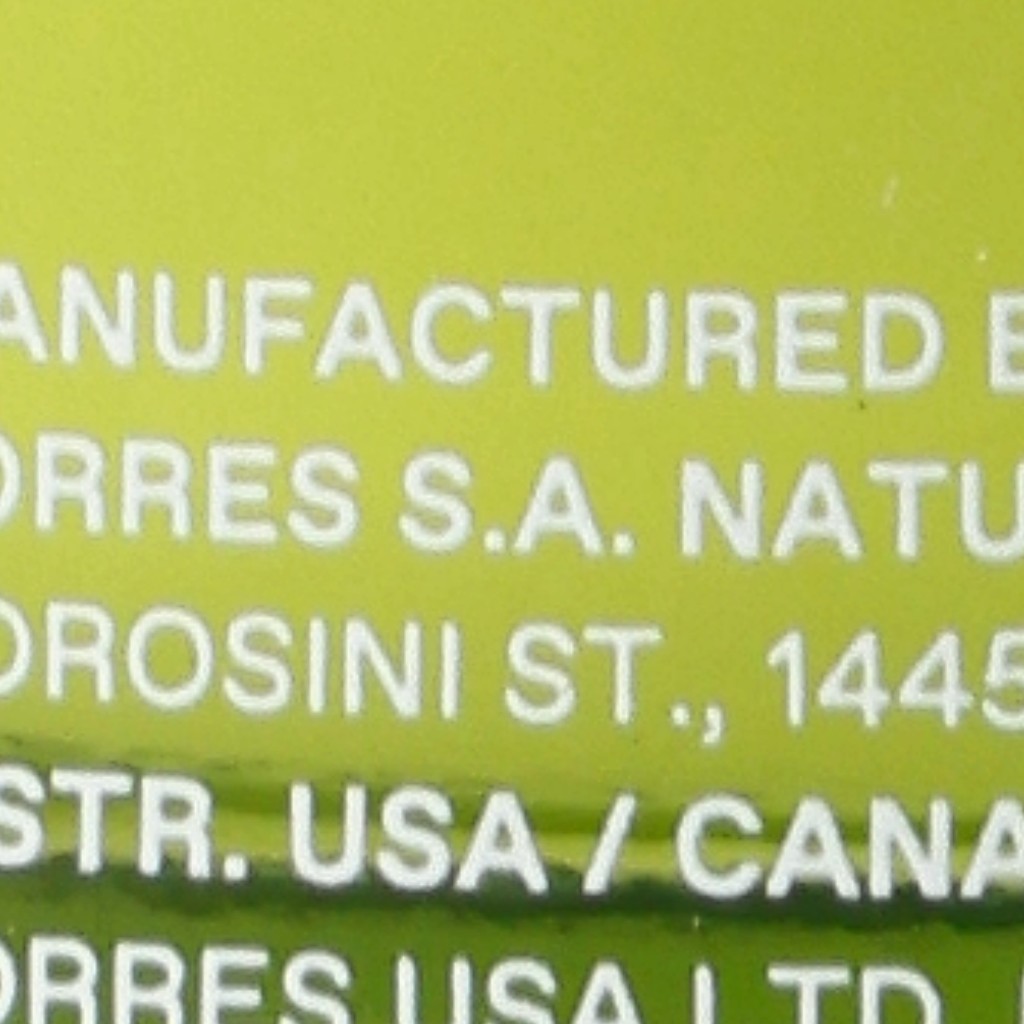 ANUFACTURED B
ORRES S.A. NATU
OROSINI ST., 1445
STR. USA / CANA
ORRES USA LTD.